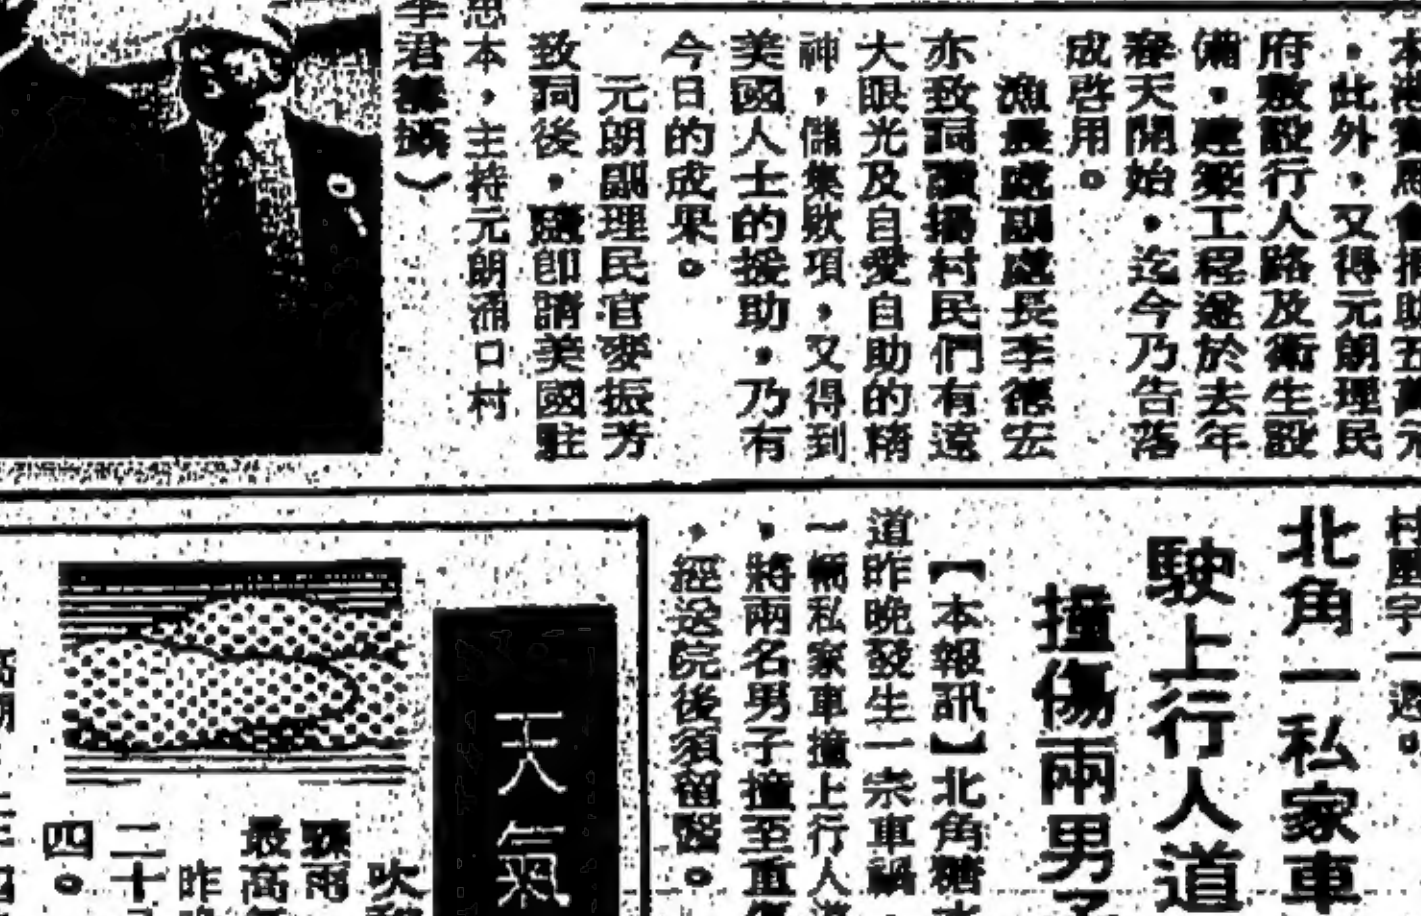 此外，又得元朗理民
府敷設行人路及衛生設
備，建築工程遂於去年
春天開始，迄今乃告落
成啓用。
漁農處副處長李德宏
亦致詞讚揚村民們有遠
大眼光及自愛自助的精
神，儲集欵項，又得到
美國人士的援助，乃有
今日的成果。
元朗副理民官麥振芳
致詞後，隨即請美國駐
本，主持元朗涌口村
李君
北角一私家車
駛上行人道
撞傷兩男子
【本報訊】北角糖水
道昨晚發生一宗車禍，
一輛私家車撞上行人道
，將兩名男子撞至重傷
，經送院後須留醫。
天氣
吹
驟雨
最高
昨
二十
四。